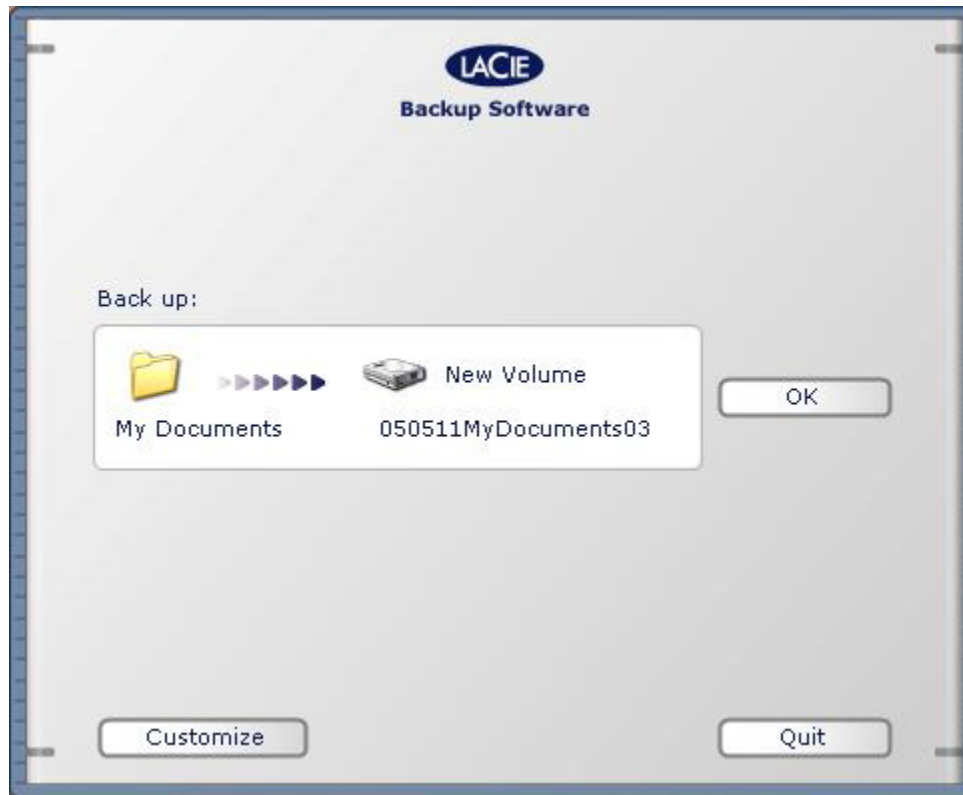 LACIE
Backup Software
Back up:
New Volume
My Documents
050511MyDocuments03
OK
Customize
Quit